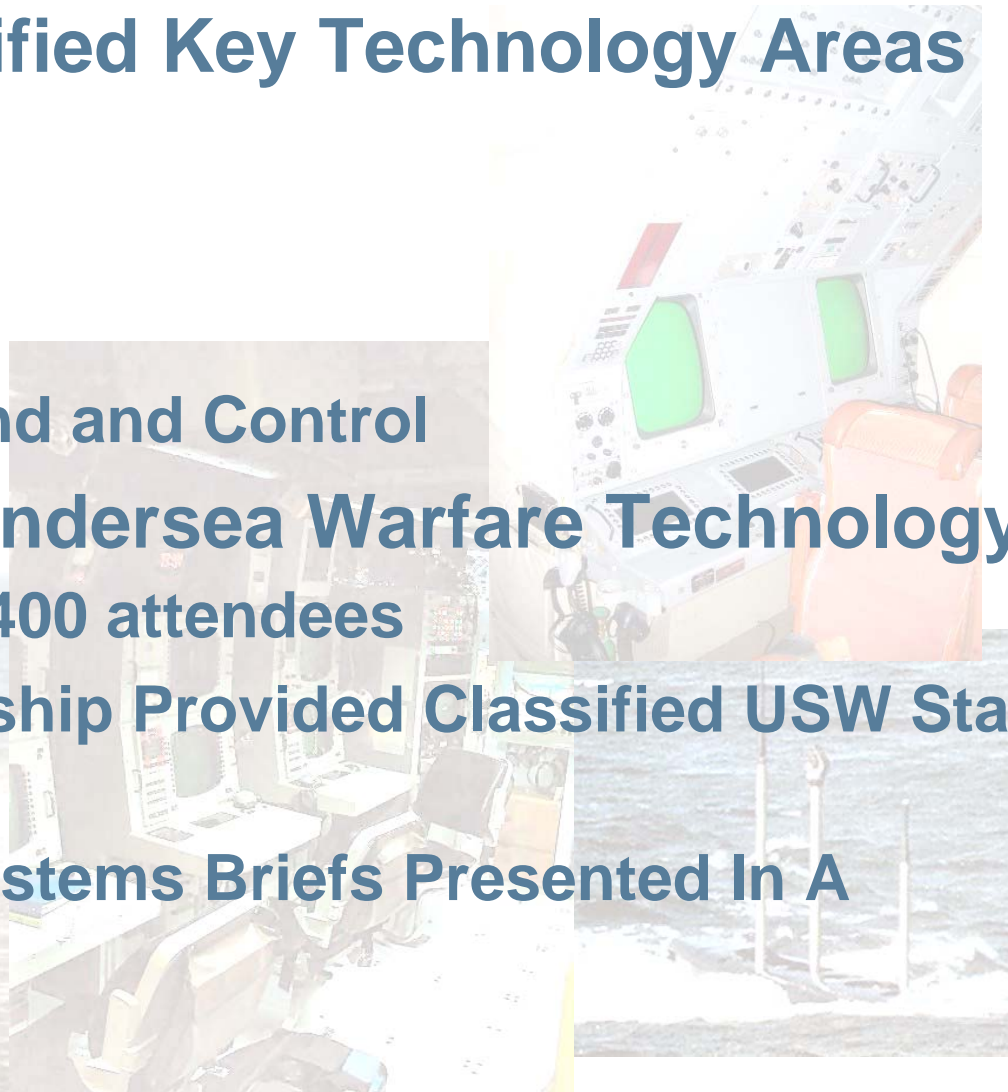 ified Key Technology Areas
nd and Control
ndersea Warfare Technology
400 attendees
ship Provided Classified USW Sta
stems Briefs Presented In A